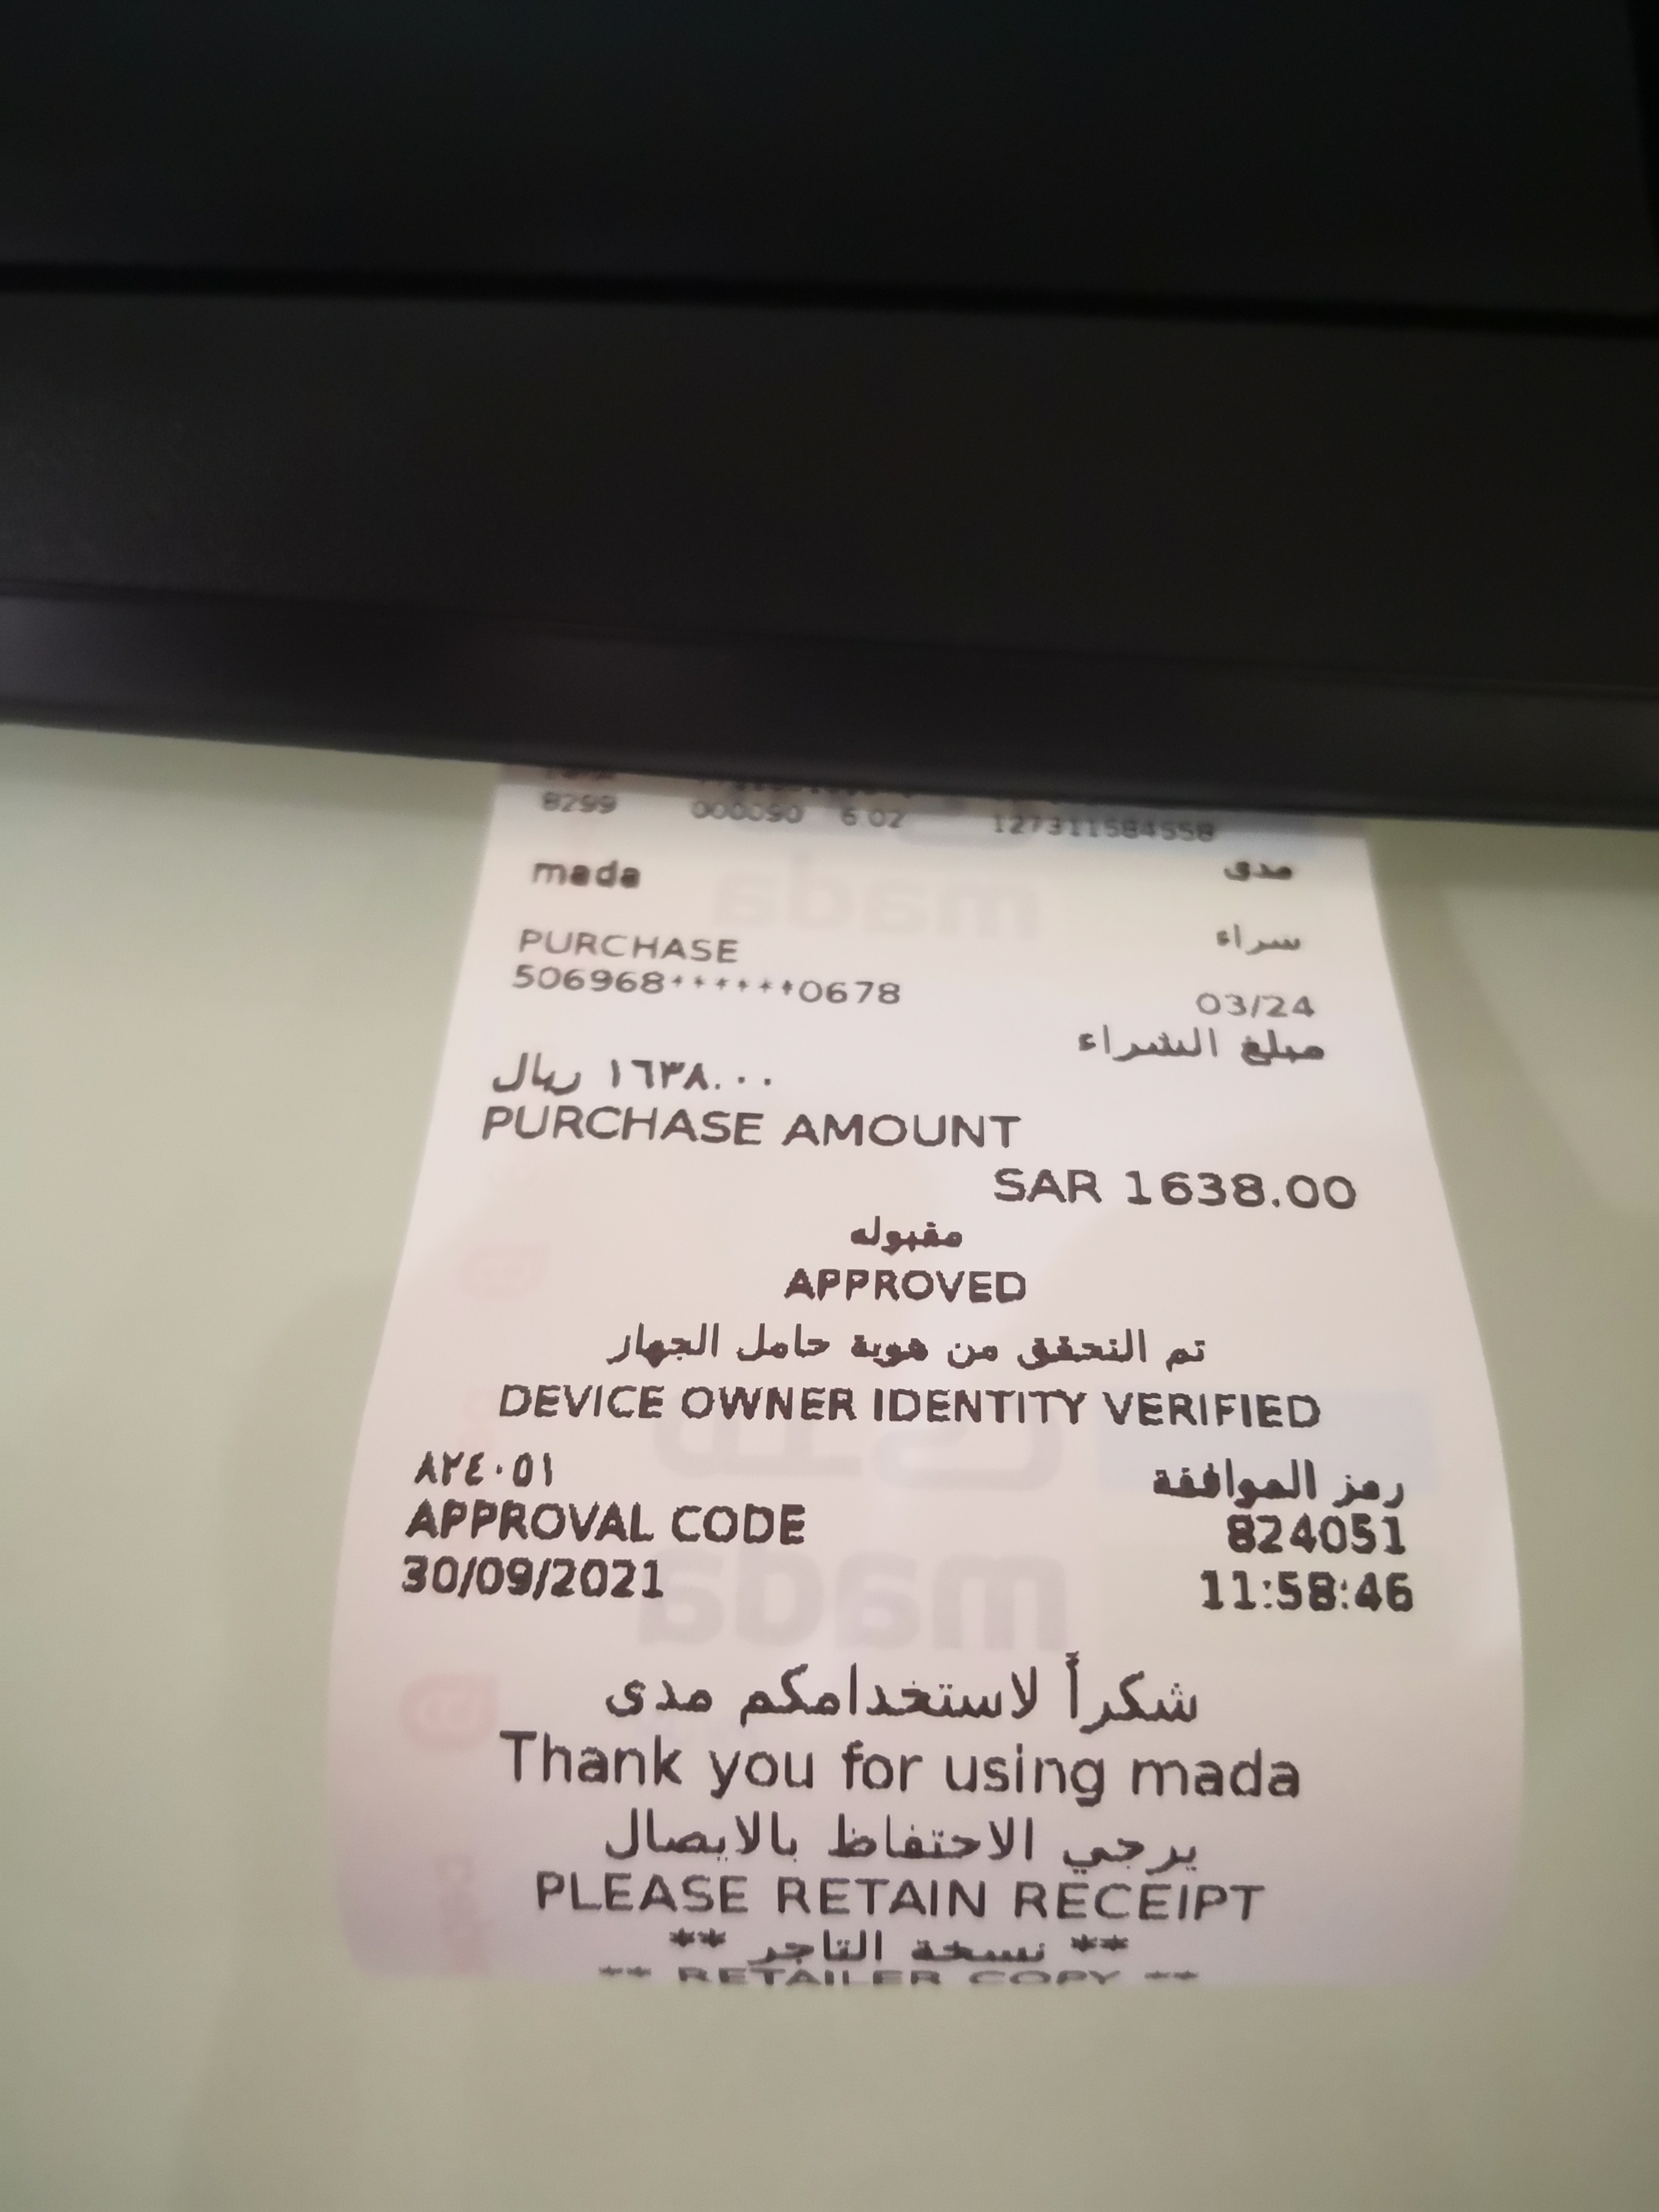 8299 000090 6.02 127311584558
mada مدى
PURCHASE شراء
506968******0678 03/24
مبلغ الشراء
١٦٣٨.٠٠ ريال
PURCHASE AMOUNT
SAR 1638.00
مقبوله
APPROVED
تم التحقق من هوية حامل الجهاز
DEVICE OWNER IDENTITY VERIFIED
رمز الموافقة ٨٢٤٠٥١
APPROVAL CODE 824051
30/09/2021 11:58:46
شكراً لاستخدامكم مدى
Thank you for using mada
يرجي الاحتفاظ بالايصال
PLEASE RETAIN RECEIPT
** نسخة التاجر **
** RETAILER COPY **